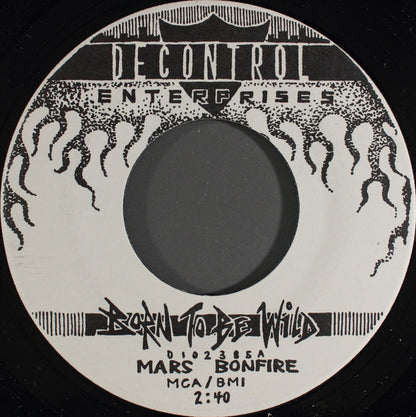 DECONTROL
ENTERPRISES
BORN TO BE WILD
D102385A
MARS BONFIRE
MCA/BMI
2:40